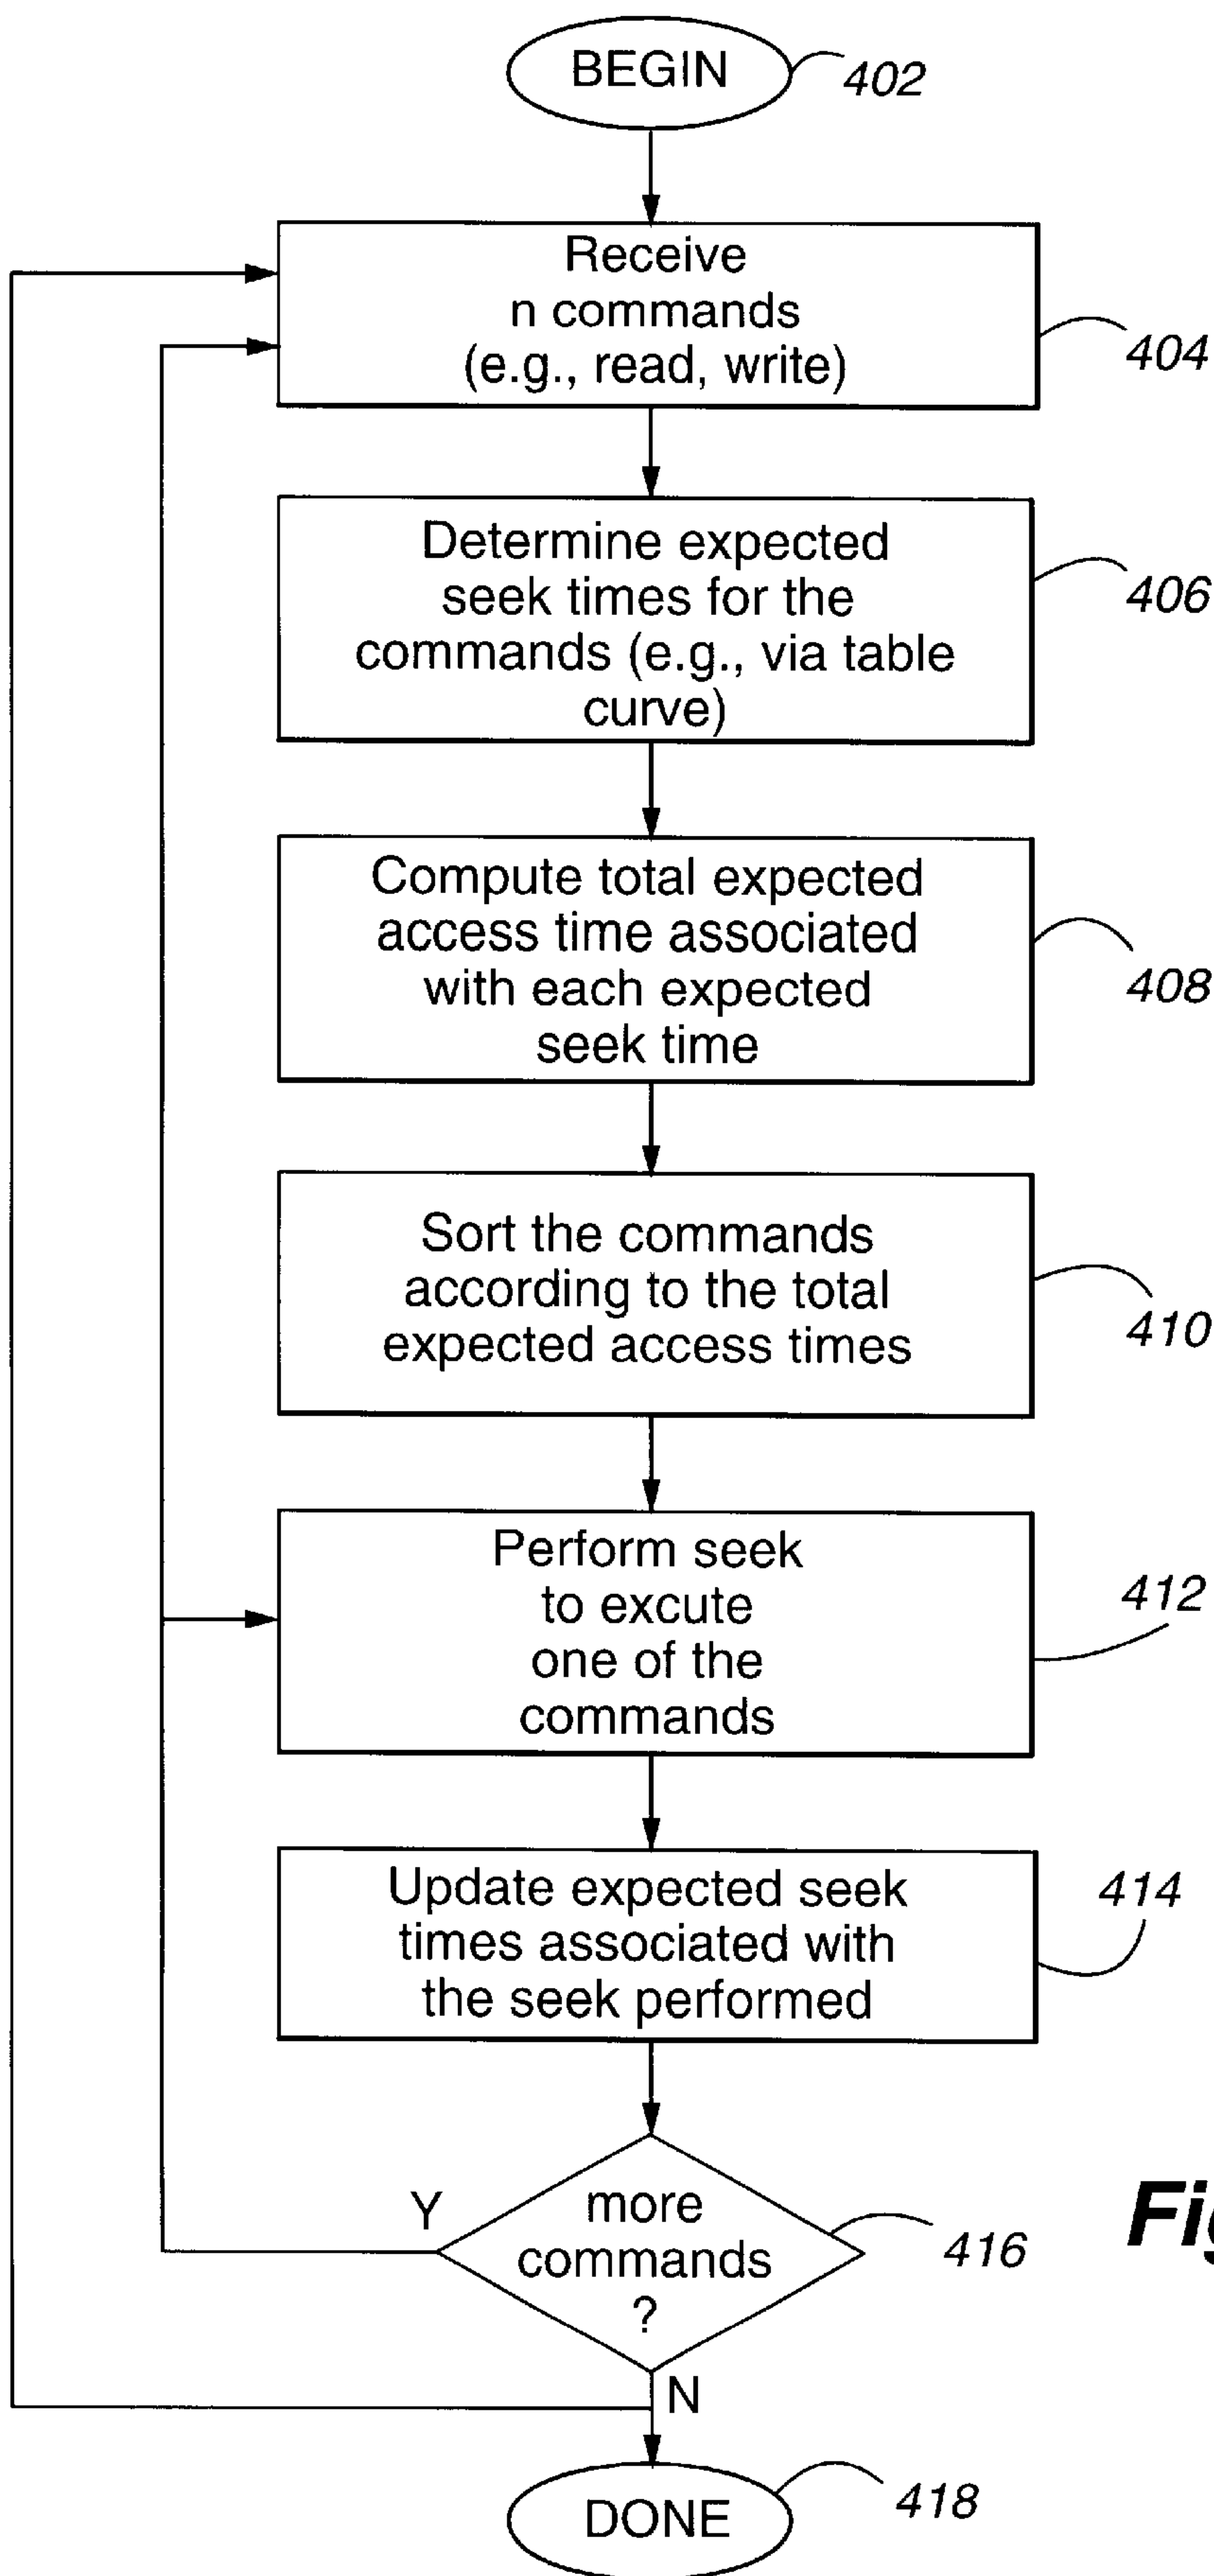 BEGIN
402
Receive
n commands
(e.g., read, write)
404
Determine expected
seek times for the
commands (e.g., via table
curve)
406
Compute total expected
access time associated
with each expected
seek time
408
Sort the commands
according to the total
expected access times
410
Perform seek
to excute
one of the
commands
412
Update expected seek
times associated with
the seek performed
414
Y
more
commands
?
416
N
DONE
418